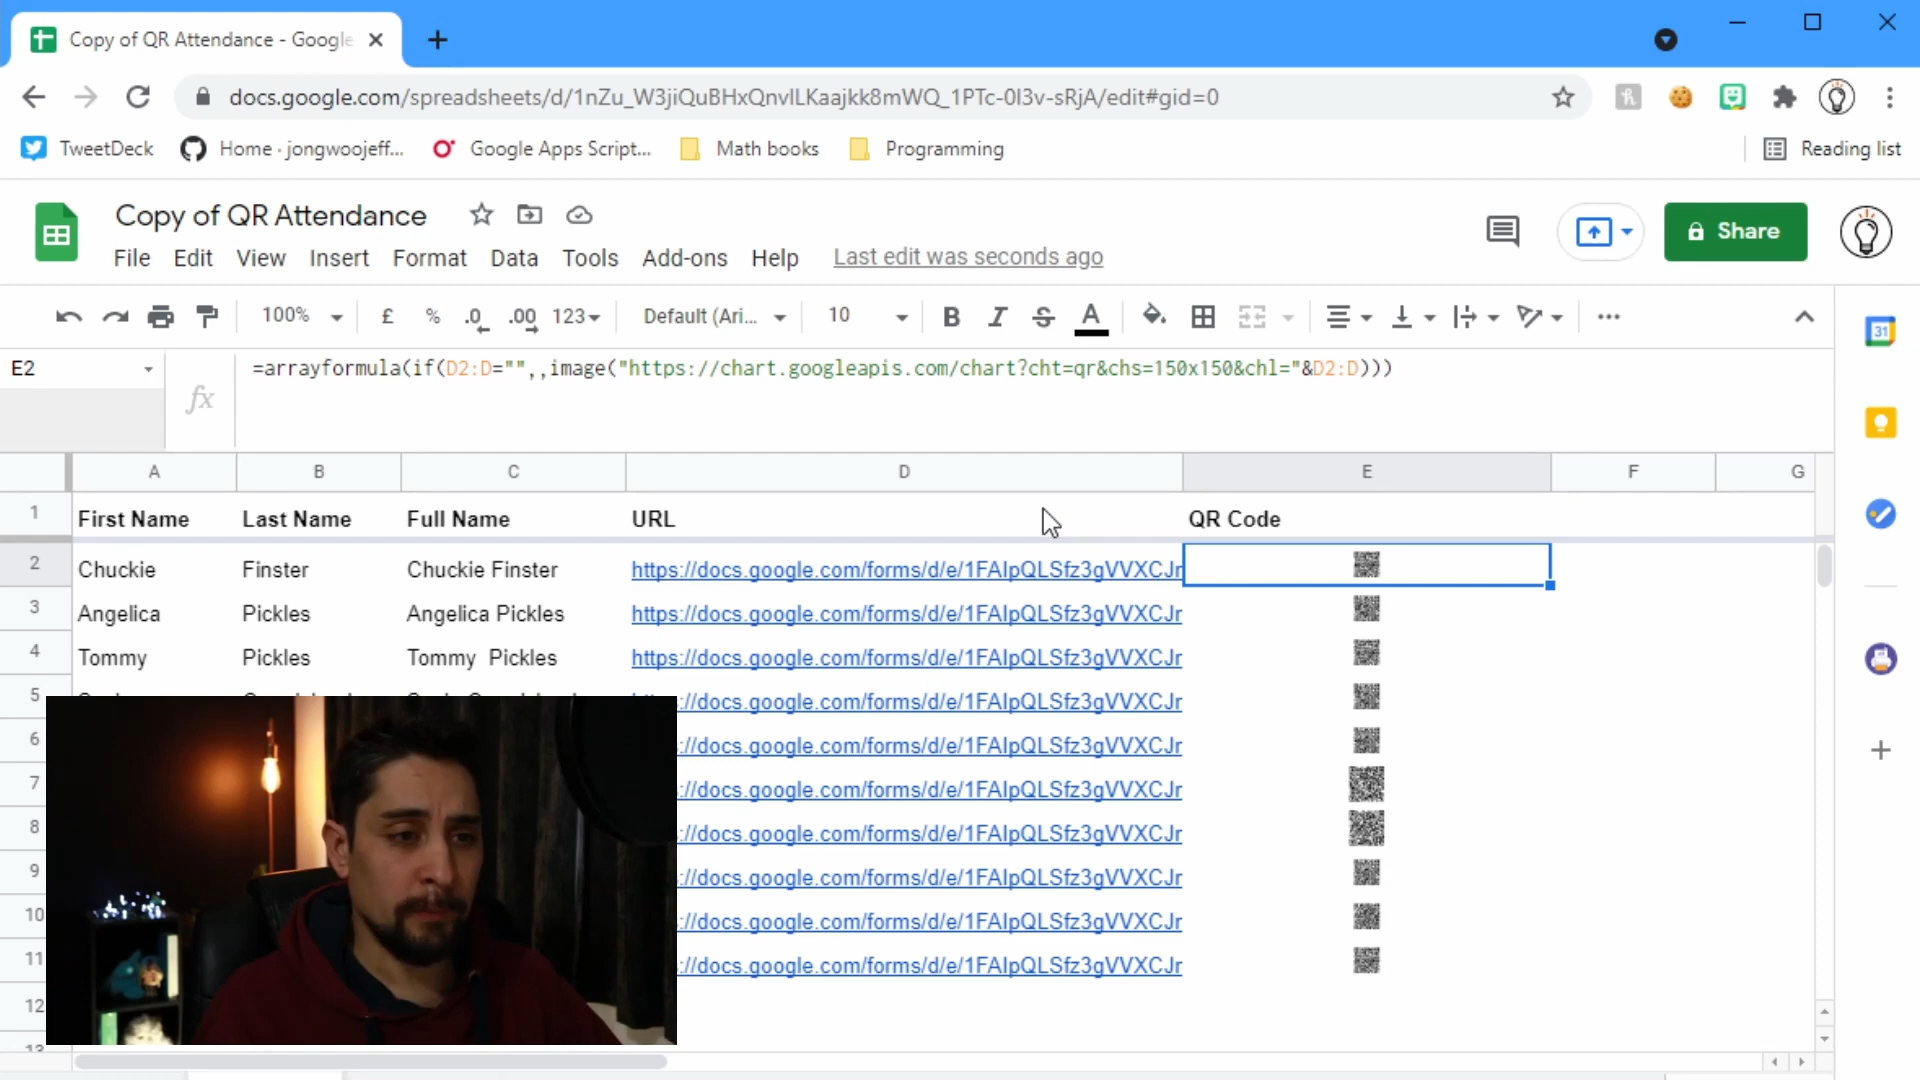 Copy of QR Attendance - Google
docs.google.com/spreadsheets/d/1nZu_W3jiQuBHxQnvlLKaajkk8mWQ_1PTc-0l3v-sRjA/edit#gid=0
TweetDeck Home · jongwoojeff... Google Apps Script... Math books Programming Reading list
Copy of QR Attendance
Share
File Edit View Insert Format Data Tools Add-ons Help Last edit was seconds ago
100% £ % .0 .00 123 Default (Ari... 10 B I S A ...
31
E2 fx =arrayformula(if(D2:D="",,image("https://chart.googleapis.com/chart?cht=qr&chs=150x150&chl="&D2:D)))
A B C D E F G
1 First Name Last Name Full Name URL QR Code
2 Chuckie Finster Chuckie Finster https://docs.google.com/forms/d/e/1FAIpQLSfz3gVVXCJr
3 Angelica Pickles Angelica Pickles https://docs.google.com/forms/d/e/1FAIpQLSfz3gVVXCJr
4 Tommy Pickles Tommy Pickles https://docs.google.com/forms/d/e/1FAIpQLSfz3gVVXCJr
5 ://docs.google.com/forms/d/e/1FAIpQLSfz3gVVXCJr
6 ://docs.google.com/forms/d/e/1FAIpQLSfz3gVVXCJr
7 ://docs.google.com/forms/d/e/1FAIpQLSfz3gVVXCJr
8 ://docs.google.com/forms/d/e/1FAIpQLSfz3gVVXCJr
9 ://docs.google.com/forms/d/e/1FAIpQLSfz3gVVXCJr
10 ://docs.google.com/forms/d/e/1FAIpQLSfz3gVVXCJr
11 ://docs.google.com/forms/d/e/1FAIpQLSfz3gVVXCJr
12
13